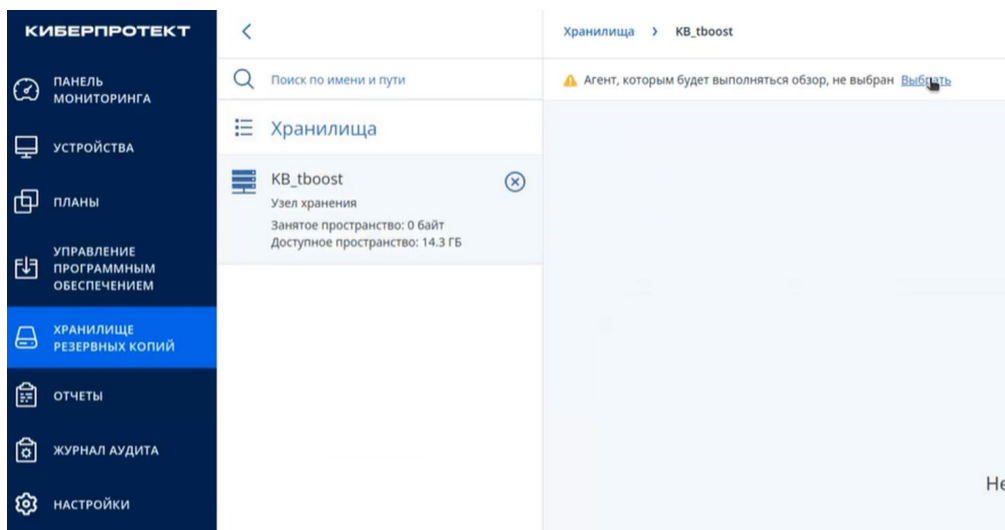 КИБЕРПРОТЕКТ
ПАНЕЛЬ
МОНИТОРИНГА
УСТРОЙСТВА
ПЛАНЫ
УПРАВЛЕНИЕ
ПРОГРАММНЫМ
ОБЕСПЕЧЕНИЕМ
ХРАНИЛИЩЕ
РЕЗЕРВНЫХ КОПИЙ
ОТЧЕТЫ
ЖУРНАЛ АУДИТА
НАСТРОЙКИ
Поиск по имени и пути
Хранилища
KB_tboost
Узел хранения
Занятое пространство: 0 байт
Доступное пространство: 14.3 ГБ
Хранилища > KB_tboost
Агент, которым будет выполняться обзор, не выбран Выбрать
Не